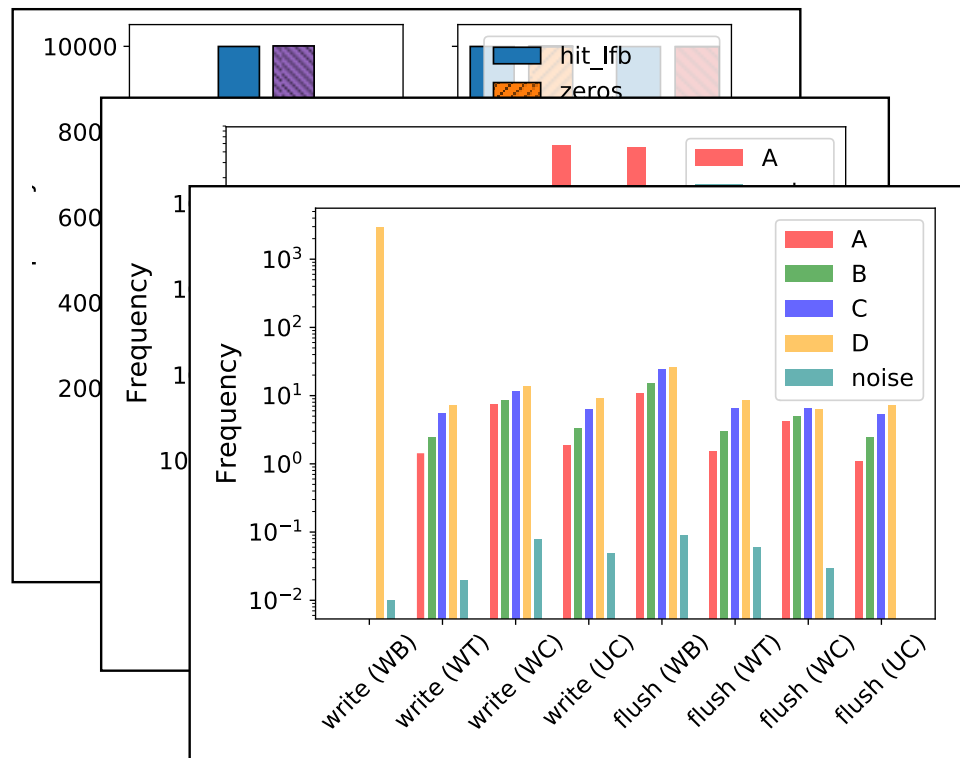 10000
800
600
400
200
hit_lfb
zeros
Frequency
10
A
Frequency
10³
10²
10¹
10⁰
10⁻¹
10⁻²
A
B
C
D
noise
write (WB)
write (WT)
write (WC)
write (UC)
flush (WB)
flush (WT)
flush (WC)
flush (UC)